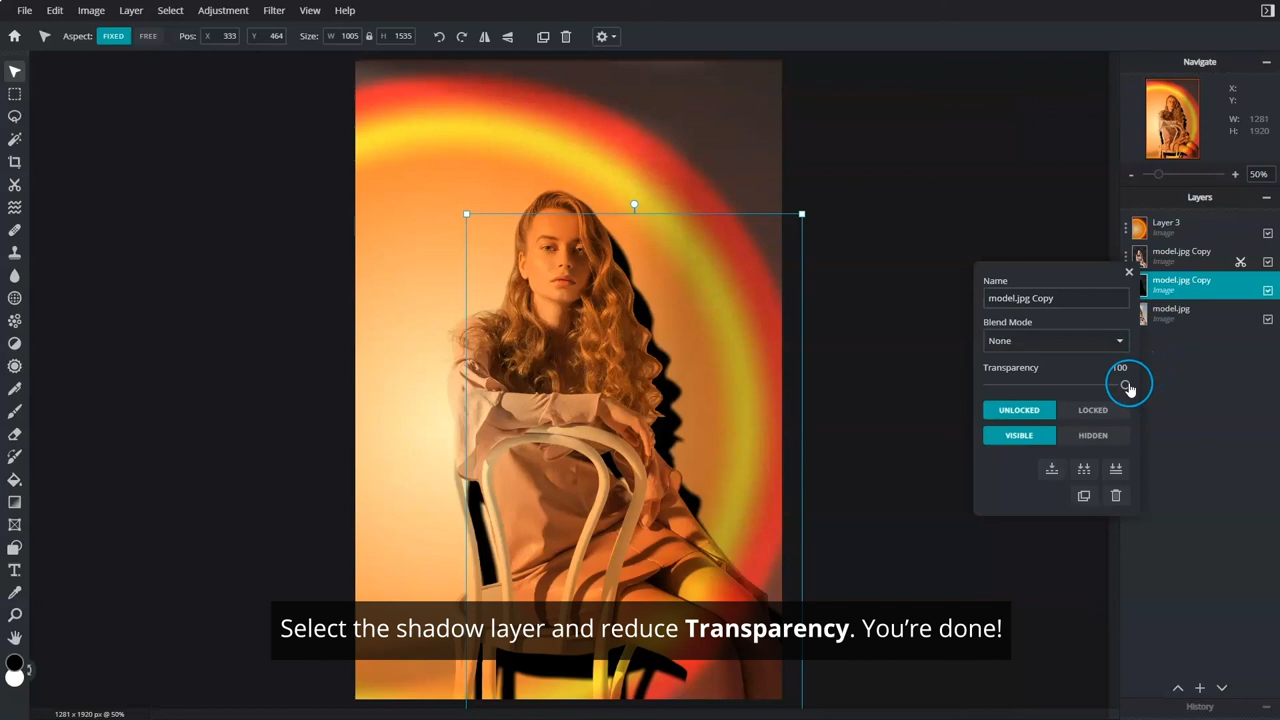 File Edit Image Layer Select Adjustment Filter View Help
Aspect: FIXED FREE Pos: X 333 Y 464 Size: W 1005 H 1535
Navigate
X:
Y:
W: 1281
H: 1920
- + 50%
Layers
Layer 3
Image
model.jpg Copy
Image
model.jpg Copy
Image
model.jpg
Image
Name
model.jpg Copy
Blend Mode
None
Transparency 100
UNLOCKED LOCKED
VISIBLE HIDDEN
Select the shadow layer and reduce Transparency. You’re done!
History
1281 x 1920 px @ 50%